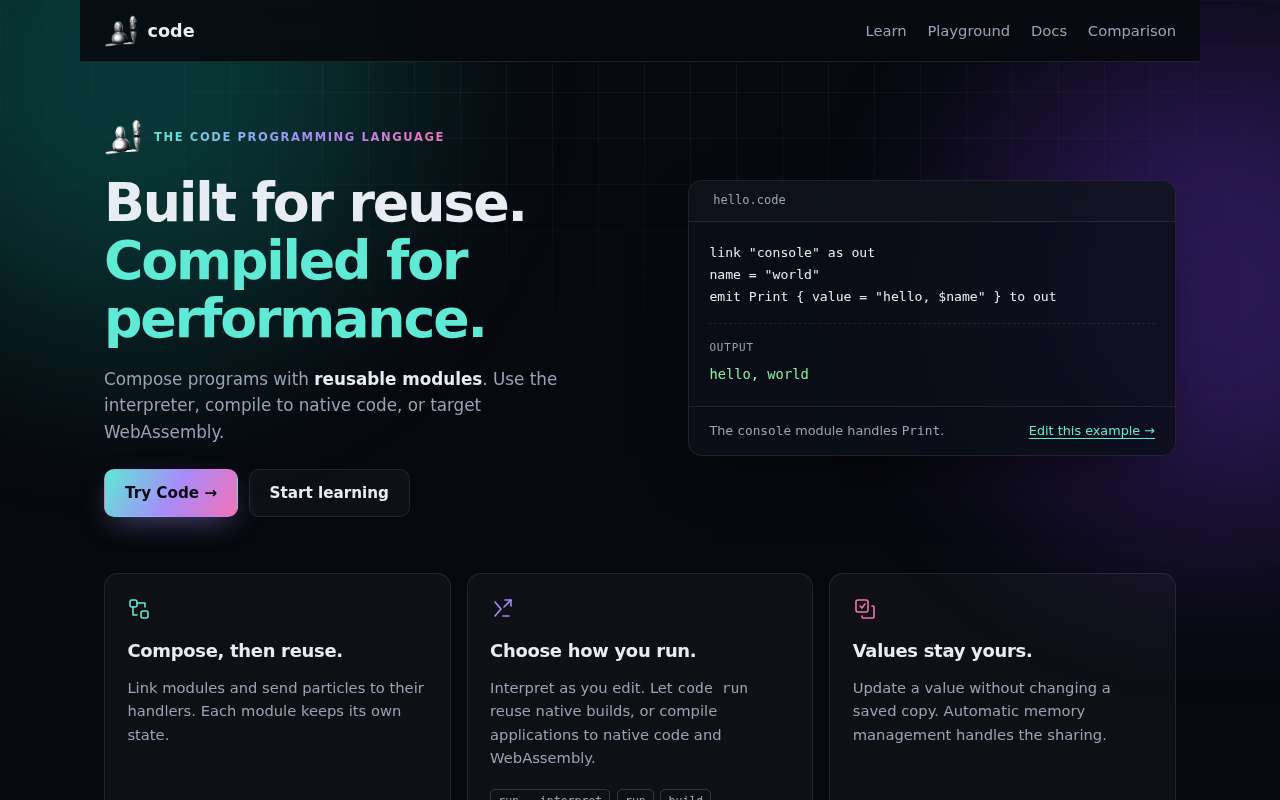 code
Learn Playground Docs Comparison
THE CODE PROGRAMMING LANGUAGE
Built for reuse.
Compiled for
performance.
Compose programs with reusable modules. Use the
interpreter, compile to native code, or target
WebAssembly.
Try Code →
Start learning
hello.code
link "console" as out
name = "world"
emit Print { value = "hello, $name" } to out
OUTPUT
hello, world
The console module handles Print.
Edit this example →
Compose, then reuse.
Link modules and send particles to their
handlers. Each module keeps its own
state.
Choose how you run.
Interpret as you edit. Let code run
reuse native builds, or compile
applications to native code and
WebAssembly.
run
build
Values stay yours.
Update a value without changing a
saved copy. Automatic memory
management handles the sharing.